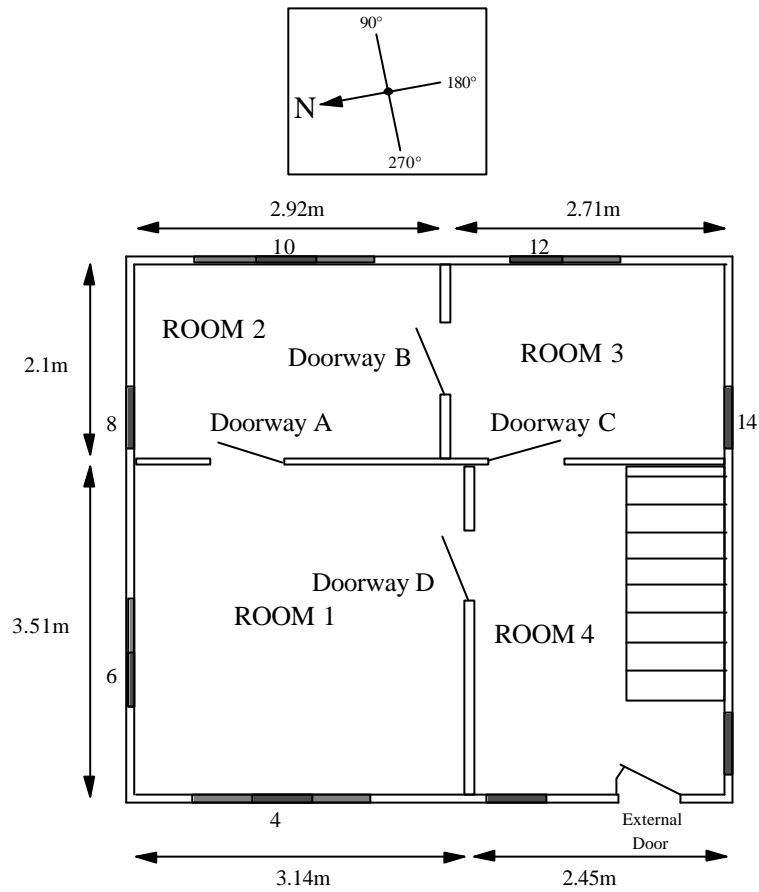 90°
180°
N
270°
2.92m
2.71m
10
12
ROOM 2
ROOM 3
Doorway B
2.1m
8
Doorway A
Doorway C
14
Doorway D
ROOM 1
3.51m
ROOM 4
6
4
External
Door
3.14m
2.45m